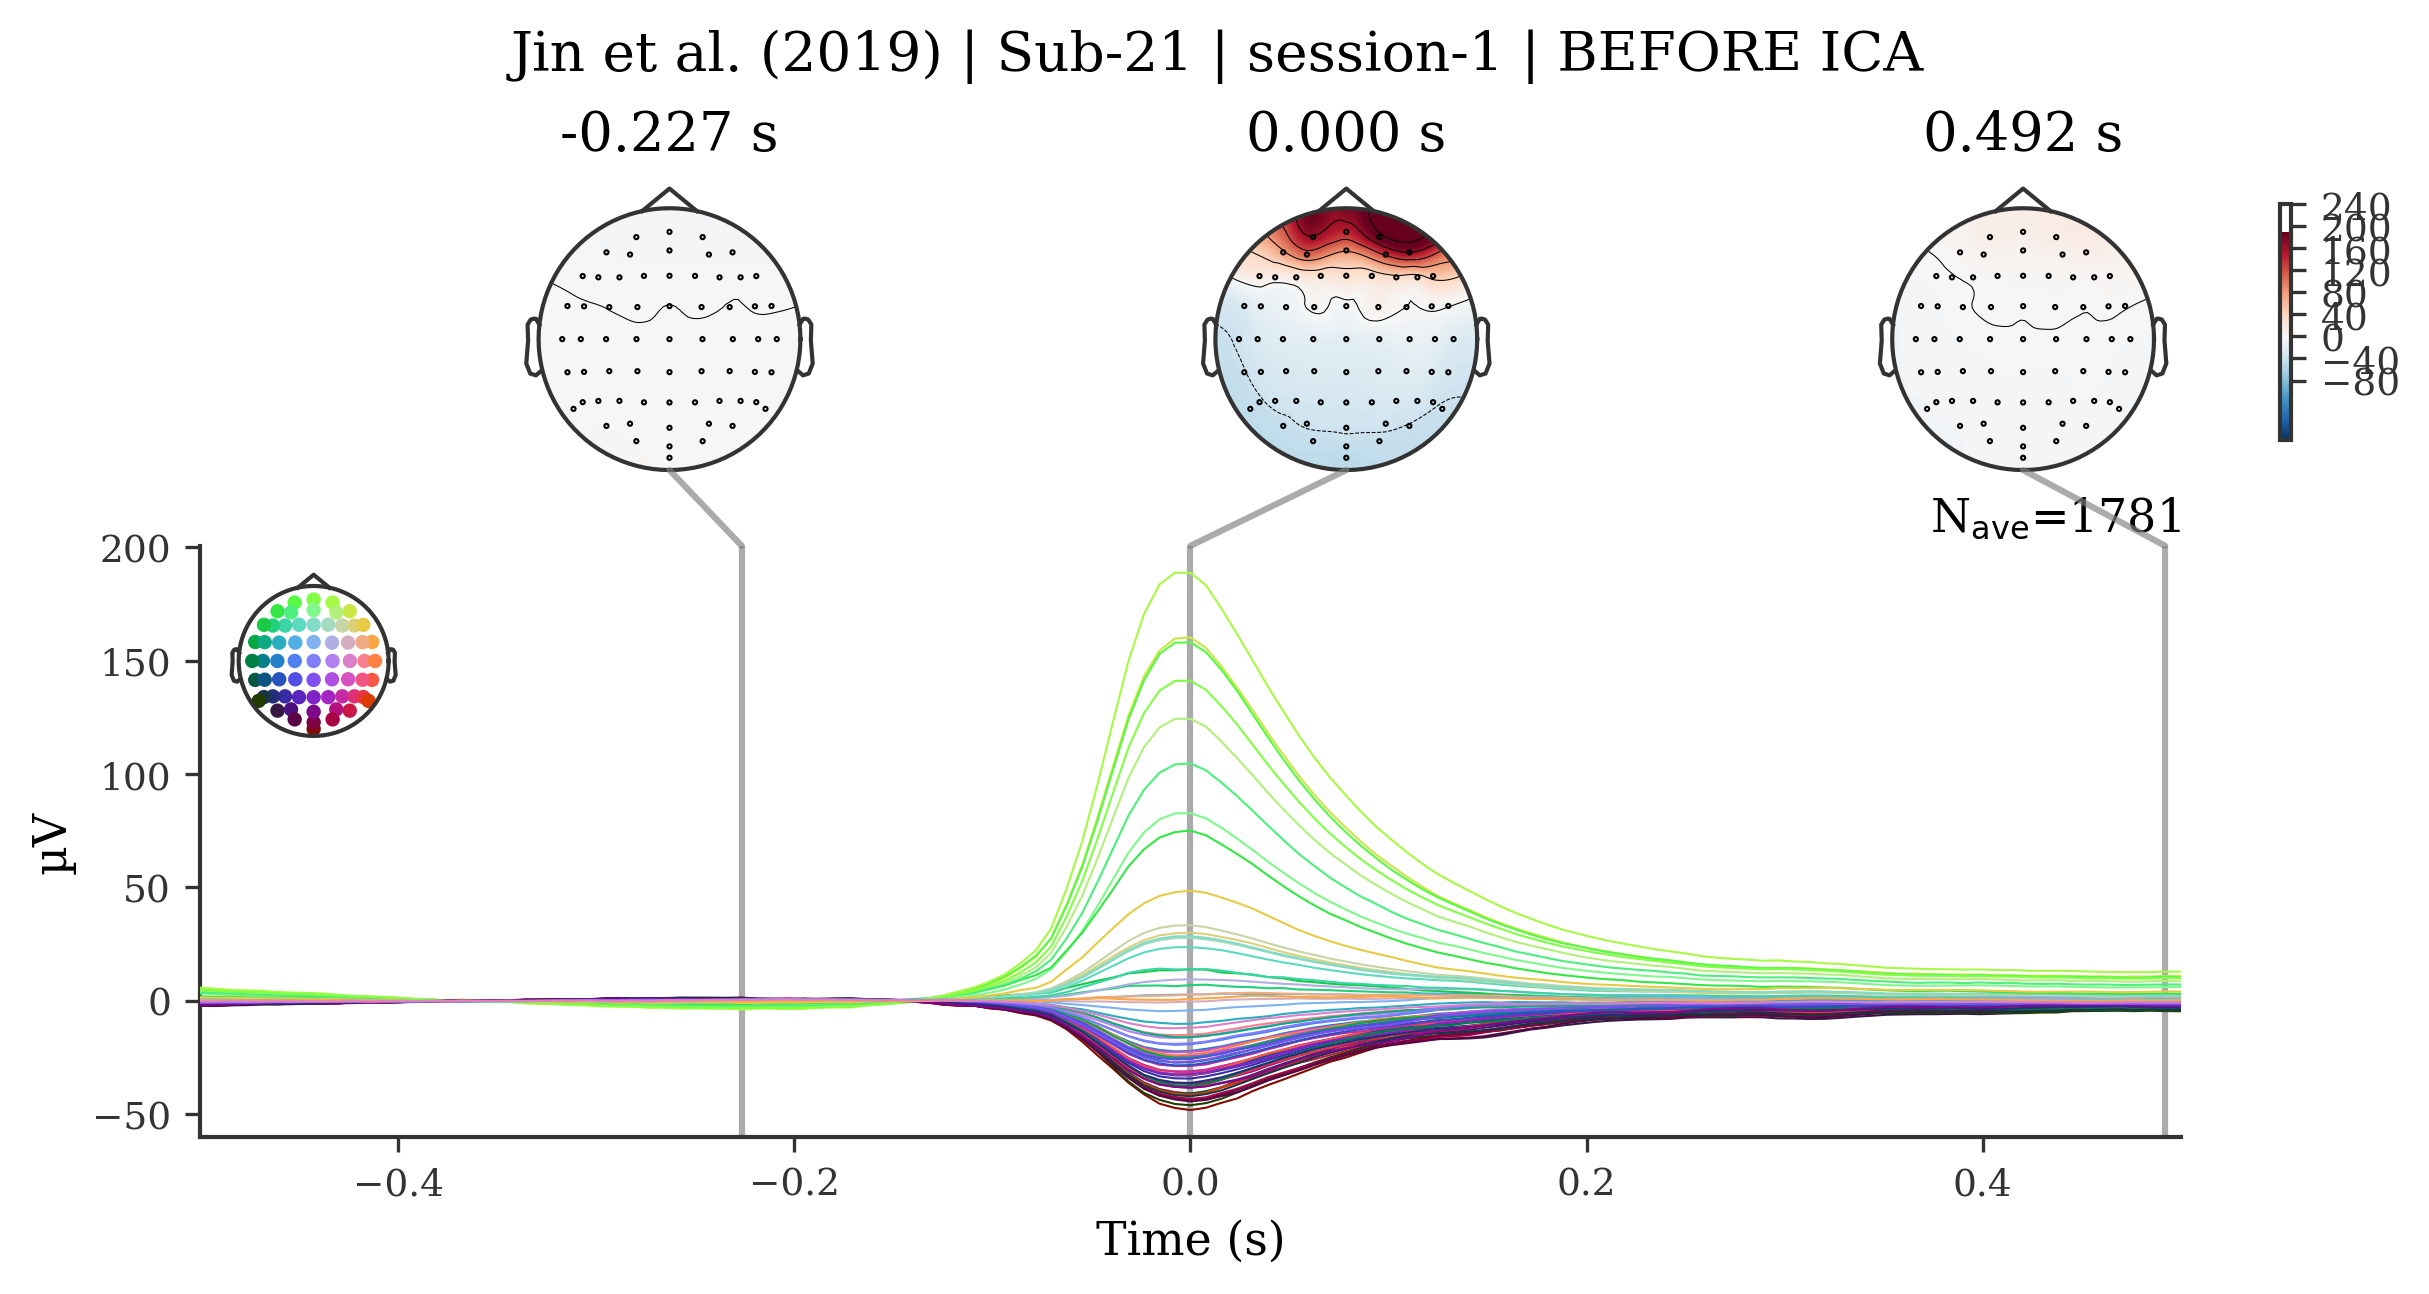 Jin et al. (2019) | Sub-21 | session-1 | BEFORE ICA
-0.227 s
0.000 s
0.492 s
240
200
160
120
80
40
0
−40
−80
Nave=1781
200
150
100
50
0
−50
µV
−0.4
−0.2
0.0
0.2
0.4
Time (s)